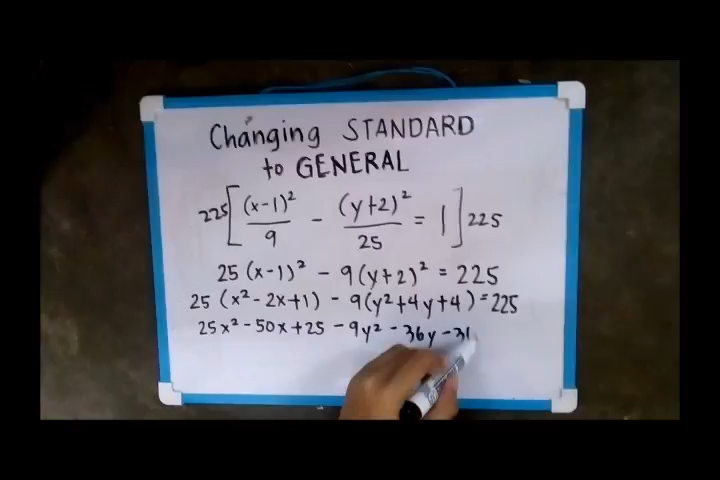 Changing STANDARD
to GENERAL
225[(x-1)²/9 - (y+2)²/25 = 1]225
25(x-1)² - 9(y+2)² = 225
25(x²-2x+1) - 9(y²+4y+4) = 225
25x² - 50x + 25 - 9y² - 36y - 3